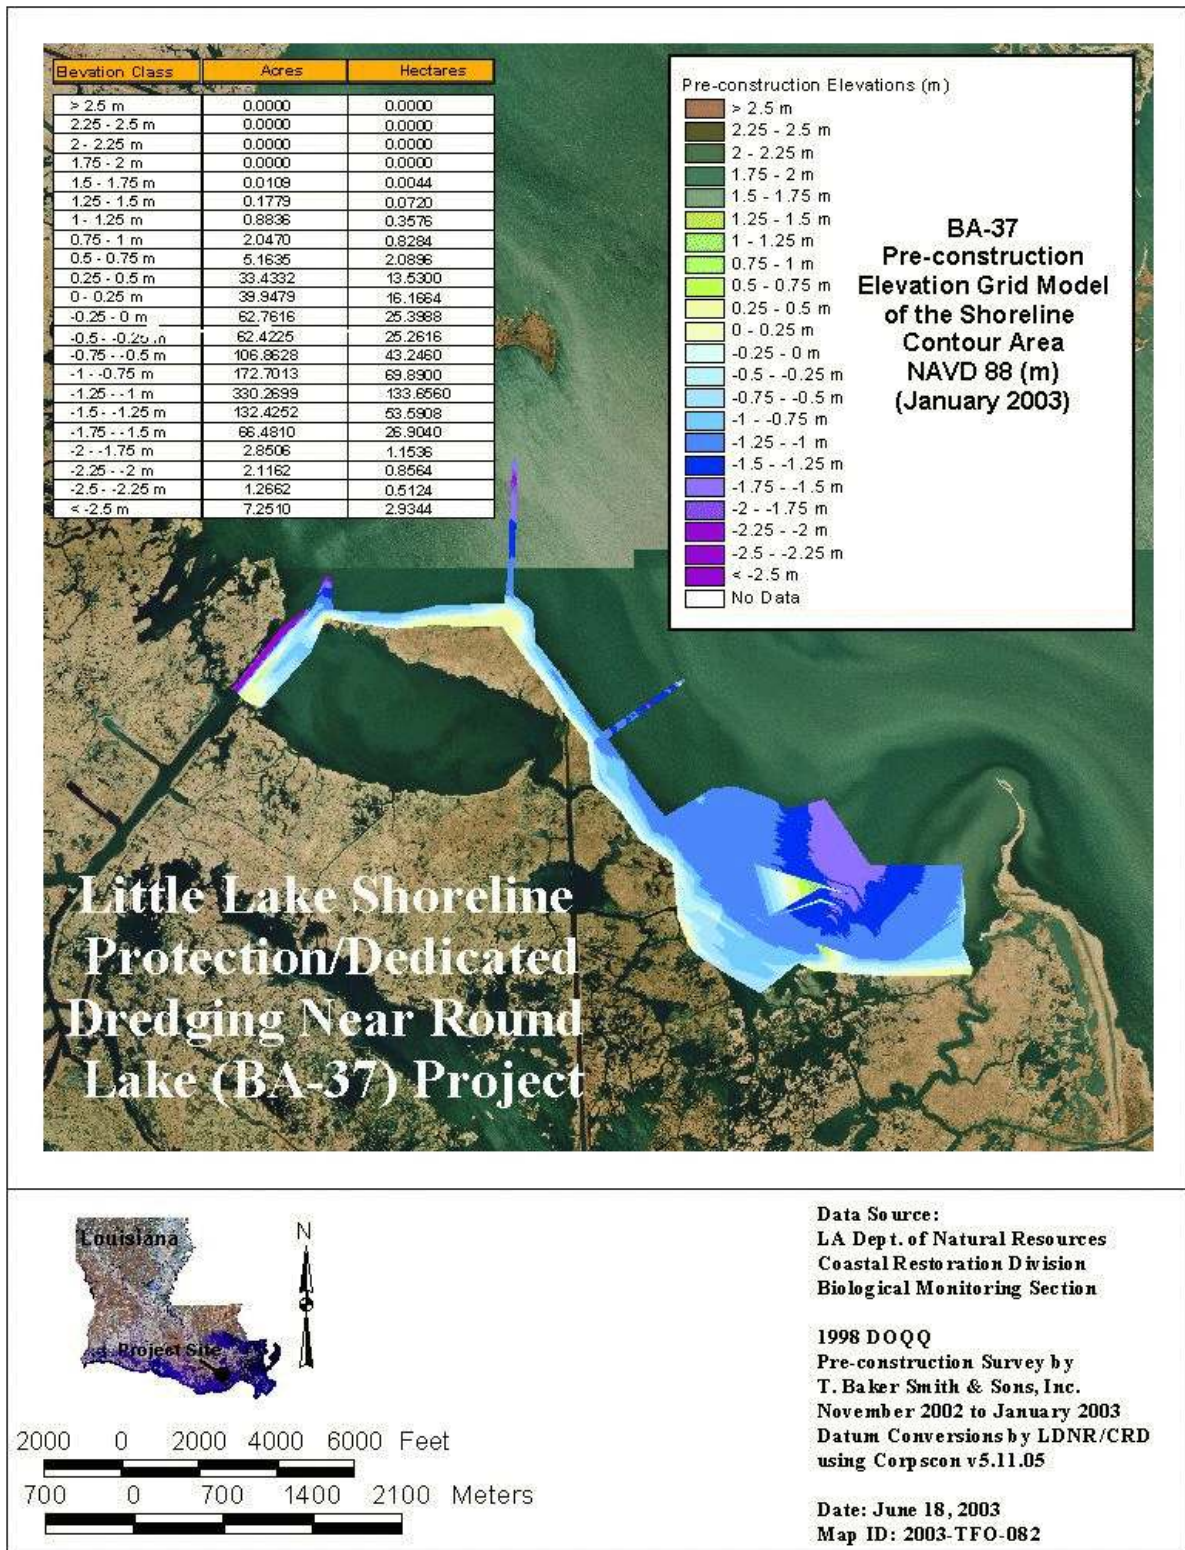 Bevation Class Acres Hectares
> 2.5 m 0.0000 0.0000
2.25 - 2.5 m 0.0000 0.0000
2 - 2.25 m 0.0000 0.0000
1.75 - 2 m 0.0000 0.0000
1.5 - 1.75 m 0.0109 0.0044
1.25 - 1.5 m 0.1779 0.0720
1 - 1.25 m 0.8836 0.3576
0.75 - 1 m 2.0470 0.8284
0.5 - 0.75 m 5.1635 2.0896
0.25 - 0.5 m 33.4332 13.5300
0 - 0.25 m 39.9479 16.1664
-0.25 - 0 m 62.7616 25.3988
-0.5 - -0.25 m 62.4225 25.2616
-0.75 - -0.5 m 106.8628 43.2460
-1 - -0.75 m 172.7013 69.8900
-1.25 - -1 m 330.2699 133.6560
-1.5 - -1.25 m 132.4252 53.5908
-1.75 - -1.5 m 66.4810 26.9040
-2 - -1.75 m 2.8506 1.1536
-2.25 - -2 m 2.1162 0.8564
-2.5 - -2.25 m 1.2662 0.5124
< -2.5 m 7.2510 2.9344
Pre-construction Elevations (m)
> 2.5 m
2.25 - 2.5 m
2 - 2.25 m
1.75 - 2 m
1.5 - 1.75 m
1.25 - 1.5 m
1 - 1.25 m
0.75 - 1 m
0.5 - 0.75 m
0.25 - 0.5 m
0 - 0.25 m
-0.25 - 0 m
-0.5 - -0.25 m
-0.75 - -0.5 m
-1 - -0.75 m
-1.25 - -1 m
-1.5 - -1.25 m
-1.75 - -1.5 m
-2 - -1.75 m
-2.25 - -2 m
-2.5 - -2.25 m
< -2.5 m
No Data
BA-37
Pre-construction
Elevation Grid Model
of the Shoreline
Contour Area
NAVD 88 (m)
(January 2003)
Little Lake Shoreline
Protection/Dedicated
Dredging Near Round
Lake (BA-37) Project
Louisiana
Project Site
N
2000 0 2000 4000 6000 Feet
700 0 700 1400 2100 Meters
Data Source:
LA Dept. of Natural Resources
Coastal Restoration Division
Biological Monitoring Section
1998 DOQQ
Pre-construction Survey by
T. Baker Smith & Sons, Inc.
November 2002 to January 2003
Datum Conversions by LDNR/CRD
using Corpscon v5.11.05
Date: June 18, 2003
Map ID: 2003-TFO-082